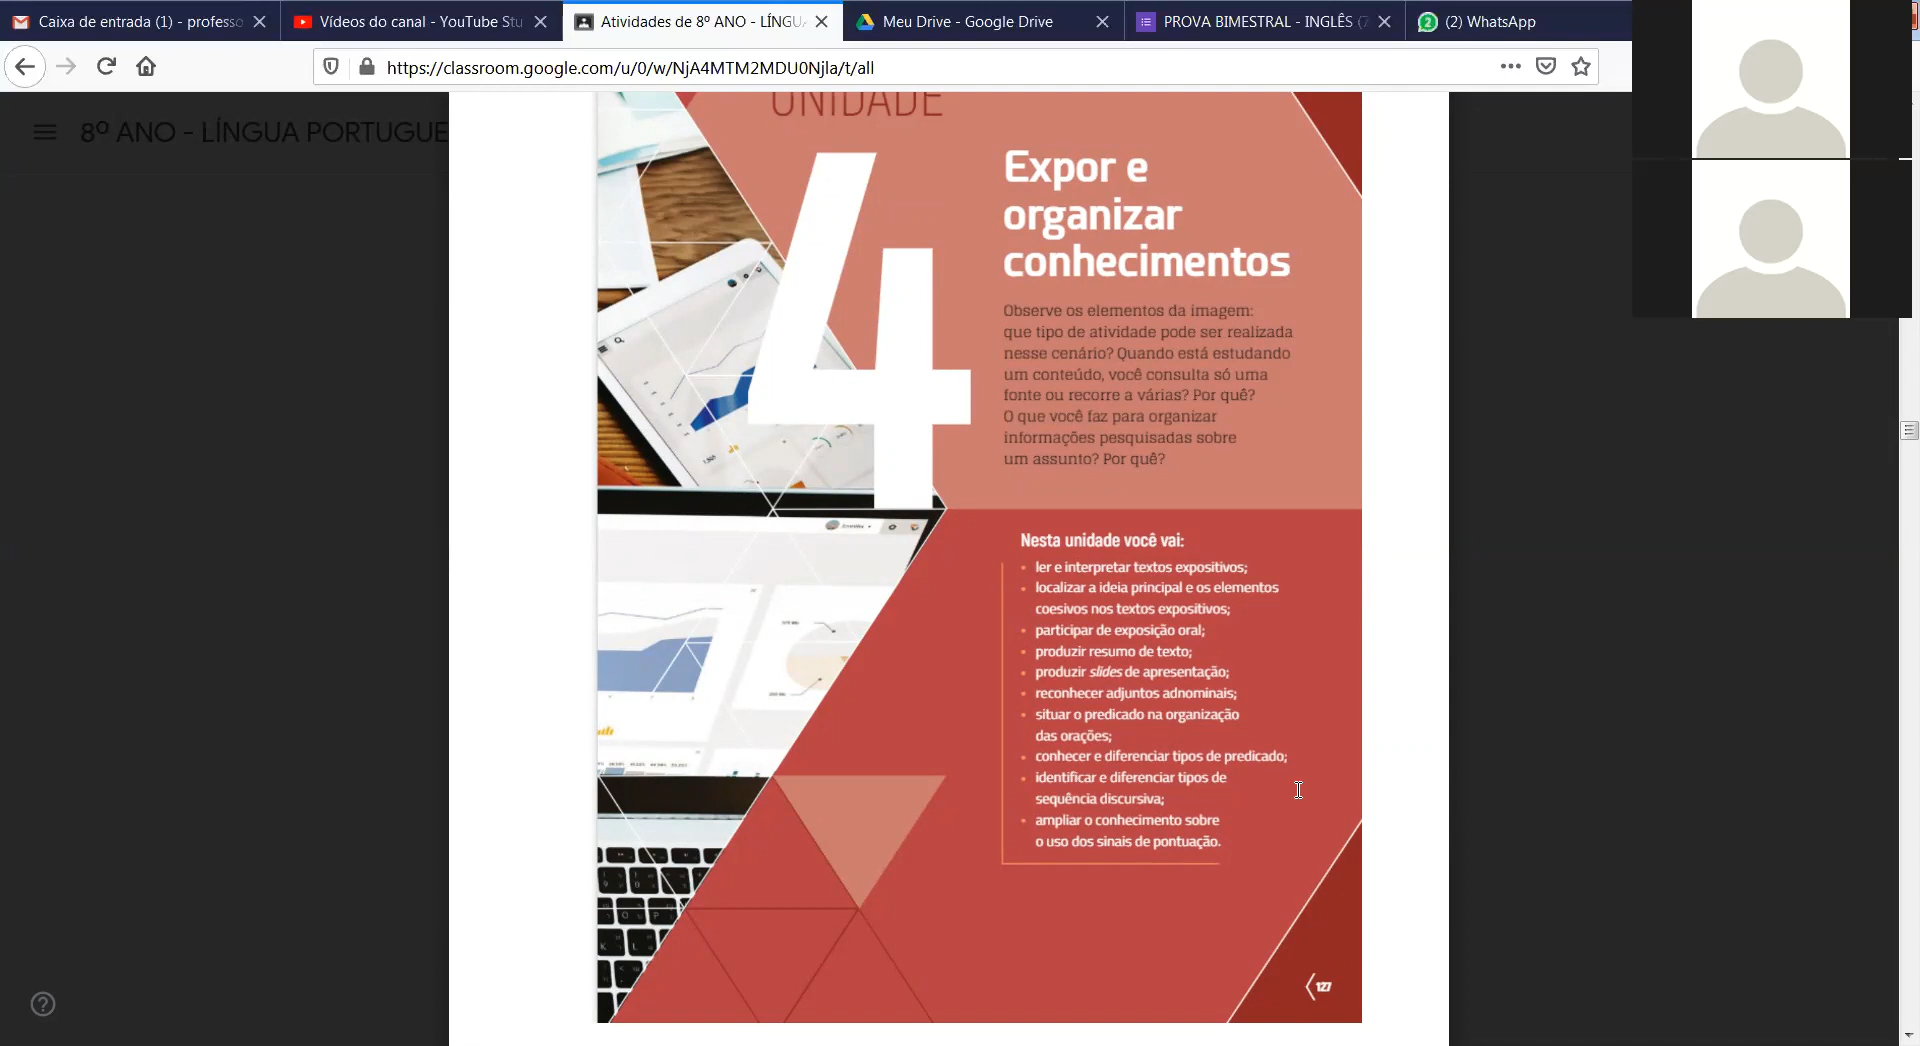 Caixa de entrada (1) - professo
Vídeos do canal - YouTube Stu
Atividades de 8º ANO - LÍNGU
Meu Drive - Google Drive
PROVA BIMESTRAL - INGLÊS (7
(2) WhatsApp
https://classroom.google.com/u/0/w/NjA4MTM2MDU0Njla/t/all
8º ANO - LÍNGUA PORTUGUE
UNIDADE
4
Expor e
organizar
conhecimentos
Observe os elementos da imagem:
que tipo de atividade pode ser realizada
nesse cenário? Quando está estudando
um conteúdo, você consulta só uma
fonte ou recorre a várias? Por quê?
O que você faz para organizar
informações pesquisadas sobre
um assunto? Por quê?
Nesta unidade você vai:
• ler e interpretar textos expositivos;
• localizar a ideia principal e os elementos
coesivos nos textos expositivos;
• participar de exposição oral;
• produzir resumo de texto;
• produzir slides de apresentação;
• reconhecer adjuntos adnominais;
• situar o predicado na organização
das orações;
• conhecer e diferenciar tipos de predicado;
• identificar e diferenciar tipos de
sequência discursiva;
• ampliar o conhecimento sobre
o uso dos sinais de pontuação.
127